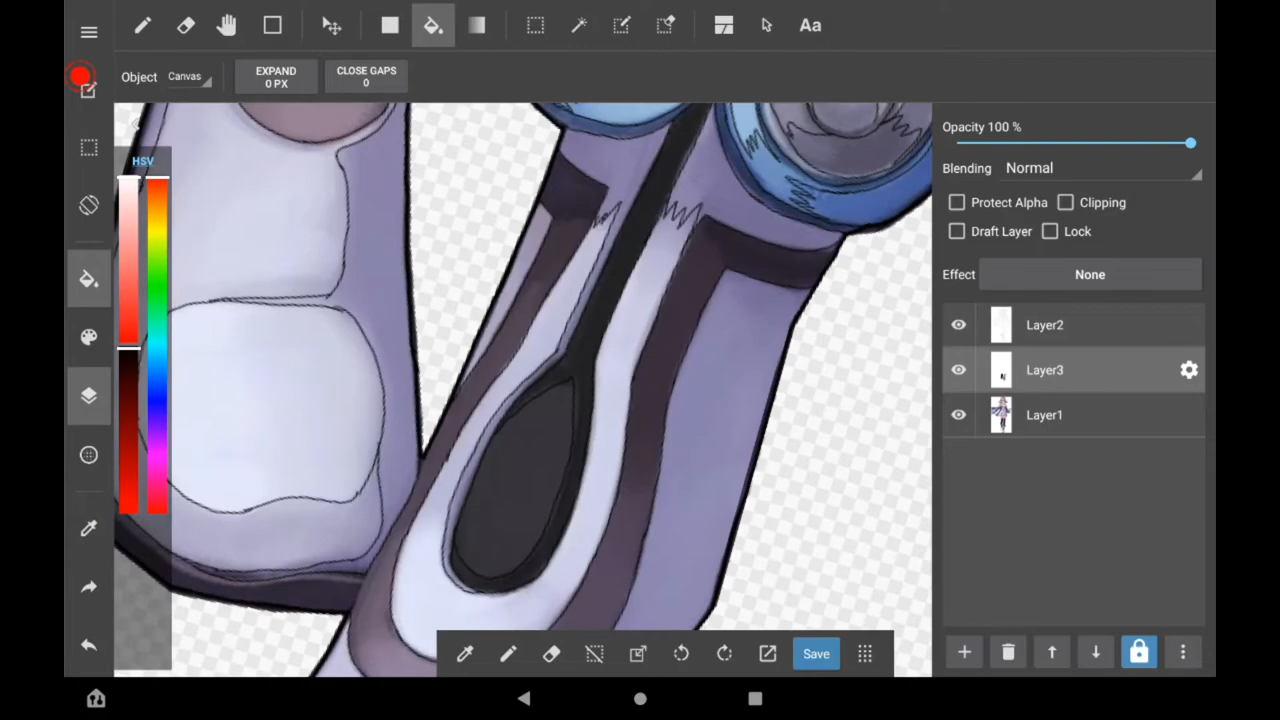 Aa
Object Canvas
EXPAND
0 PX
CLOSE GAPS
0
HSV
Opacity 100 %
Blending Normal
Protect Alpha Clipping
Draft Layer Lock
Effect None
Layer2
Layer3
Layer1
Save